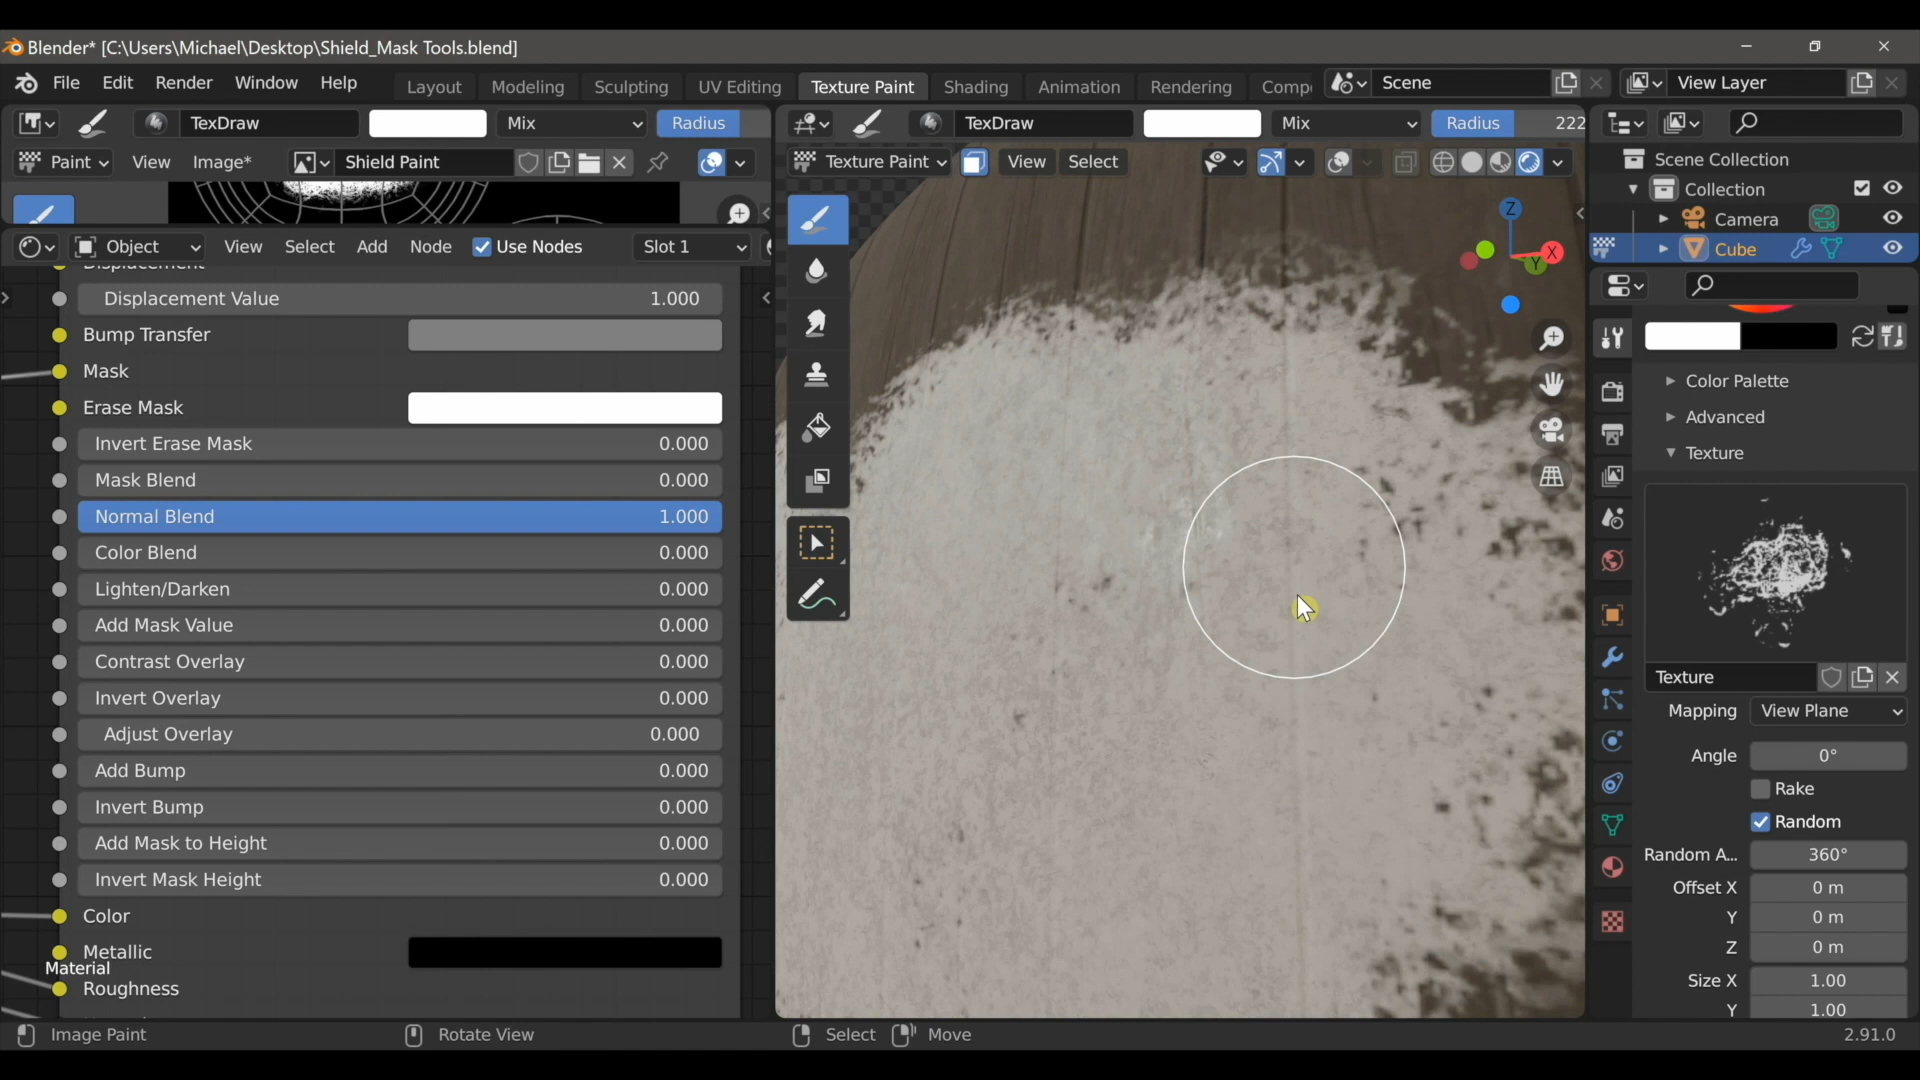 Blender* [C:\Users\Michael\Desktop\Shield_Mask Tools.blend]
File Edit Render Window Help
Layout Modeling Sculpting UV Editing Texture Paint Shading Animation Rendering Comp
Scene View Layer
TexDraw Mix Radius
TexDraw Mix Radius 222
Paint View Image* Shield Paint
Texture Paint View Select
Scene Collection
Collection
Camera
Cube
Object View Select Add Node Use Nodes Slot 1
Displacement
Displacement Value 1.000
Bump Transfer
Mask
Erase Mask
Invert Erase Mask 0.000
Mask Blend 0.000
Normal Blend 1.000
Color Blend 0.000
Lighten/Darken 0.000
Add Mask Value 0.000
Contrast Overlay 0.000
Invert Overlay 0.000
Adjust Overlay 0.000
Add Bump 0.000
Invert Bump 0.000
Add Mask to Height 0.000
Invert Mask Height 0.000
Color
Metallic
Material
Roughness
Z
X
Y
Color Palette
Advanced
Texture
Texture
Mapping View Plane
Angle 0°
Rake
Random
Random A... 360°
Offset X 0 m
Y 0 m
Z 0 m
Size X 1.00
Y 1.00
Image Paint Rotate View Select Move 2.91.0